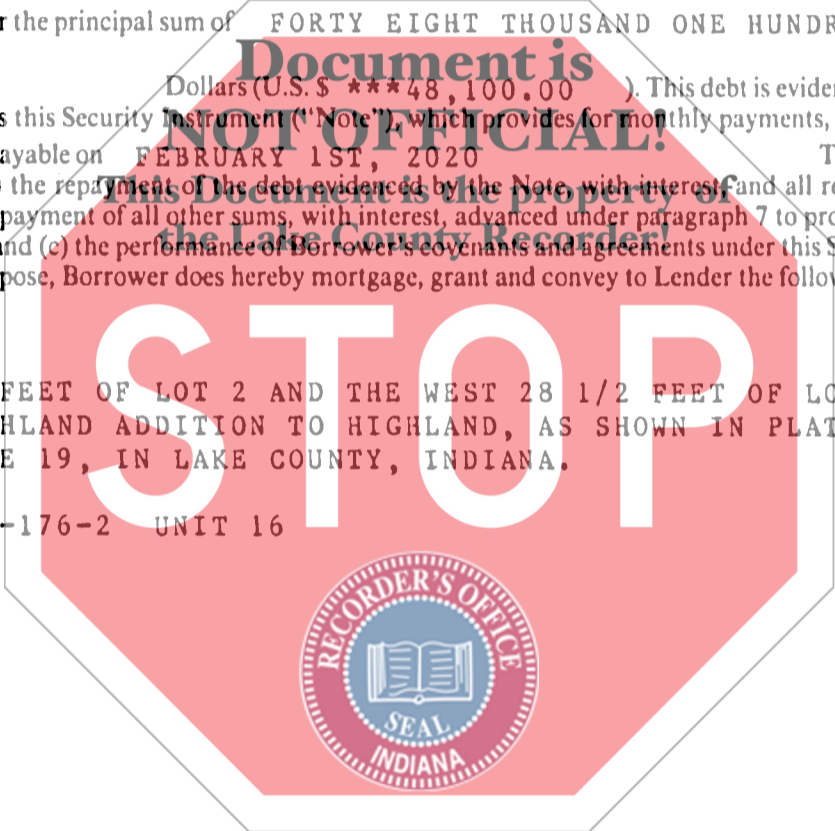 r the principal sum of FORTY EIGHT THOUSAND ONE HUNDR
Document is
Dollars (U.S. $ ***48,100.00 ). This debt is eviden
NOT OFFICIAL!
s this Security Instrument ("Note"), which provides for monthly payments,
ayable on FEBRUARY 1ST, 2020 T
This Document is the property of
the repayment of the debt evidenced by the Note, with interest, and all re
payment of all other sums, with interest, advanced under paragraph 7 to pro
the Lake County Recorder!
nd (c) the performance of Borrower's covenants and agreements under this S
pose, Borrower does hereby mortgage, grant and convey to Lender the follow
STOP
FEET OF LOT 2 AND THE WEST 28 1/2 FEET OF LO
HLAND ADDITION TO HIGHLAND, AS SHOWN IN PLAT
E 19, IN LAKE COUNTY, INDIANA.
-176-2 UNIT 16
RECORDER'S OFFICE
SEAL
INDIANA